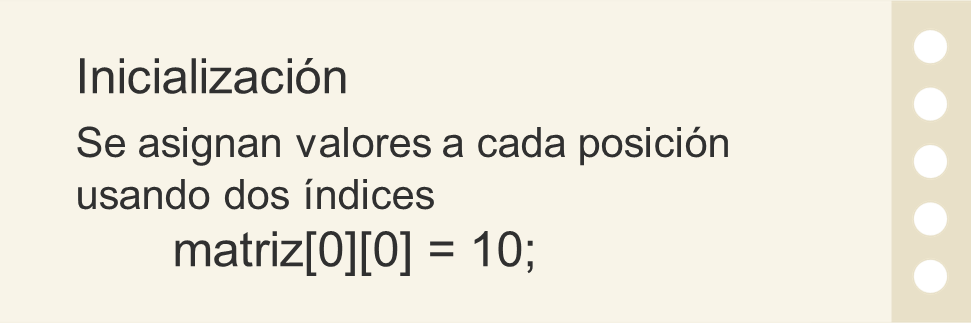 Inicialización
Se asignan valores a cada posición
usando dos índices
matriz[0][0] = 10;